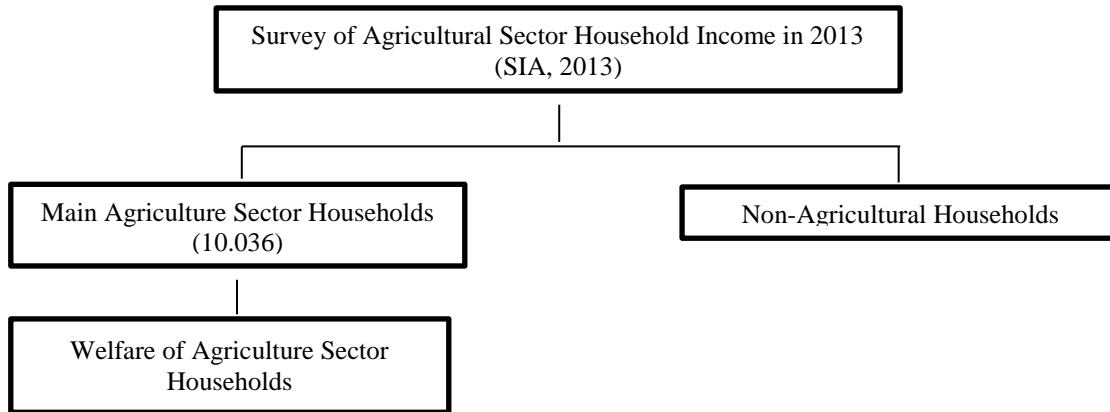 Survey of Agricultural Sector Household Income in 2013
(SIA, 2013)
Main Agriculture Sector Households
(10.036)
Non-Agricultural Households
Welfare of Agriculture Sector
Households